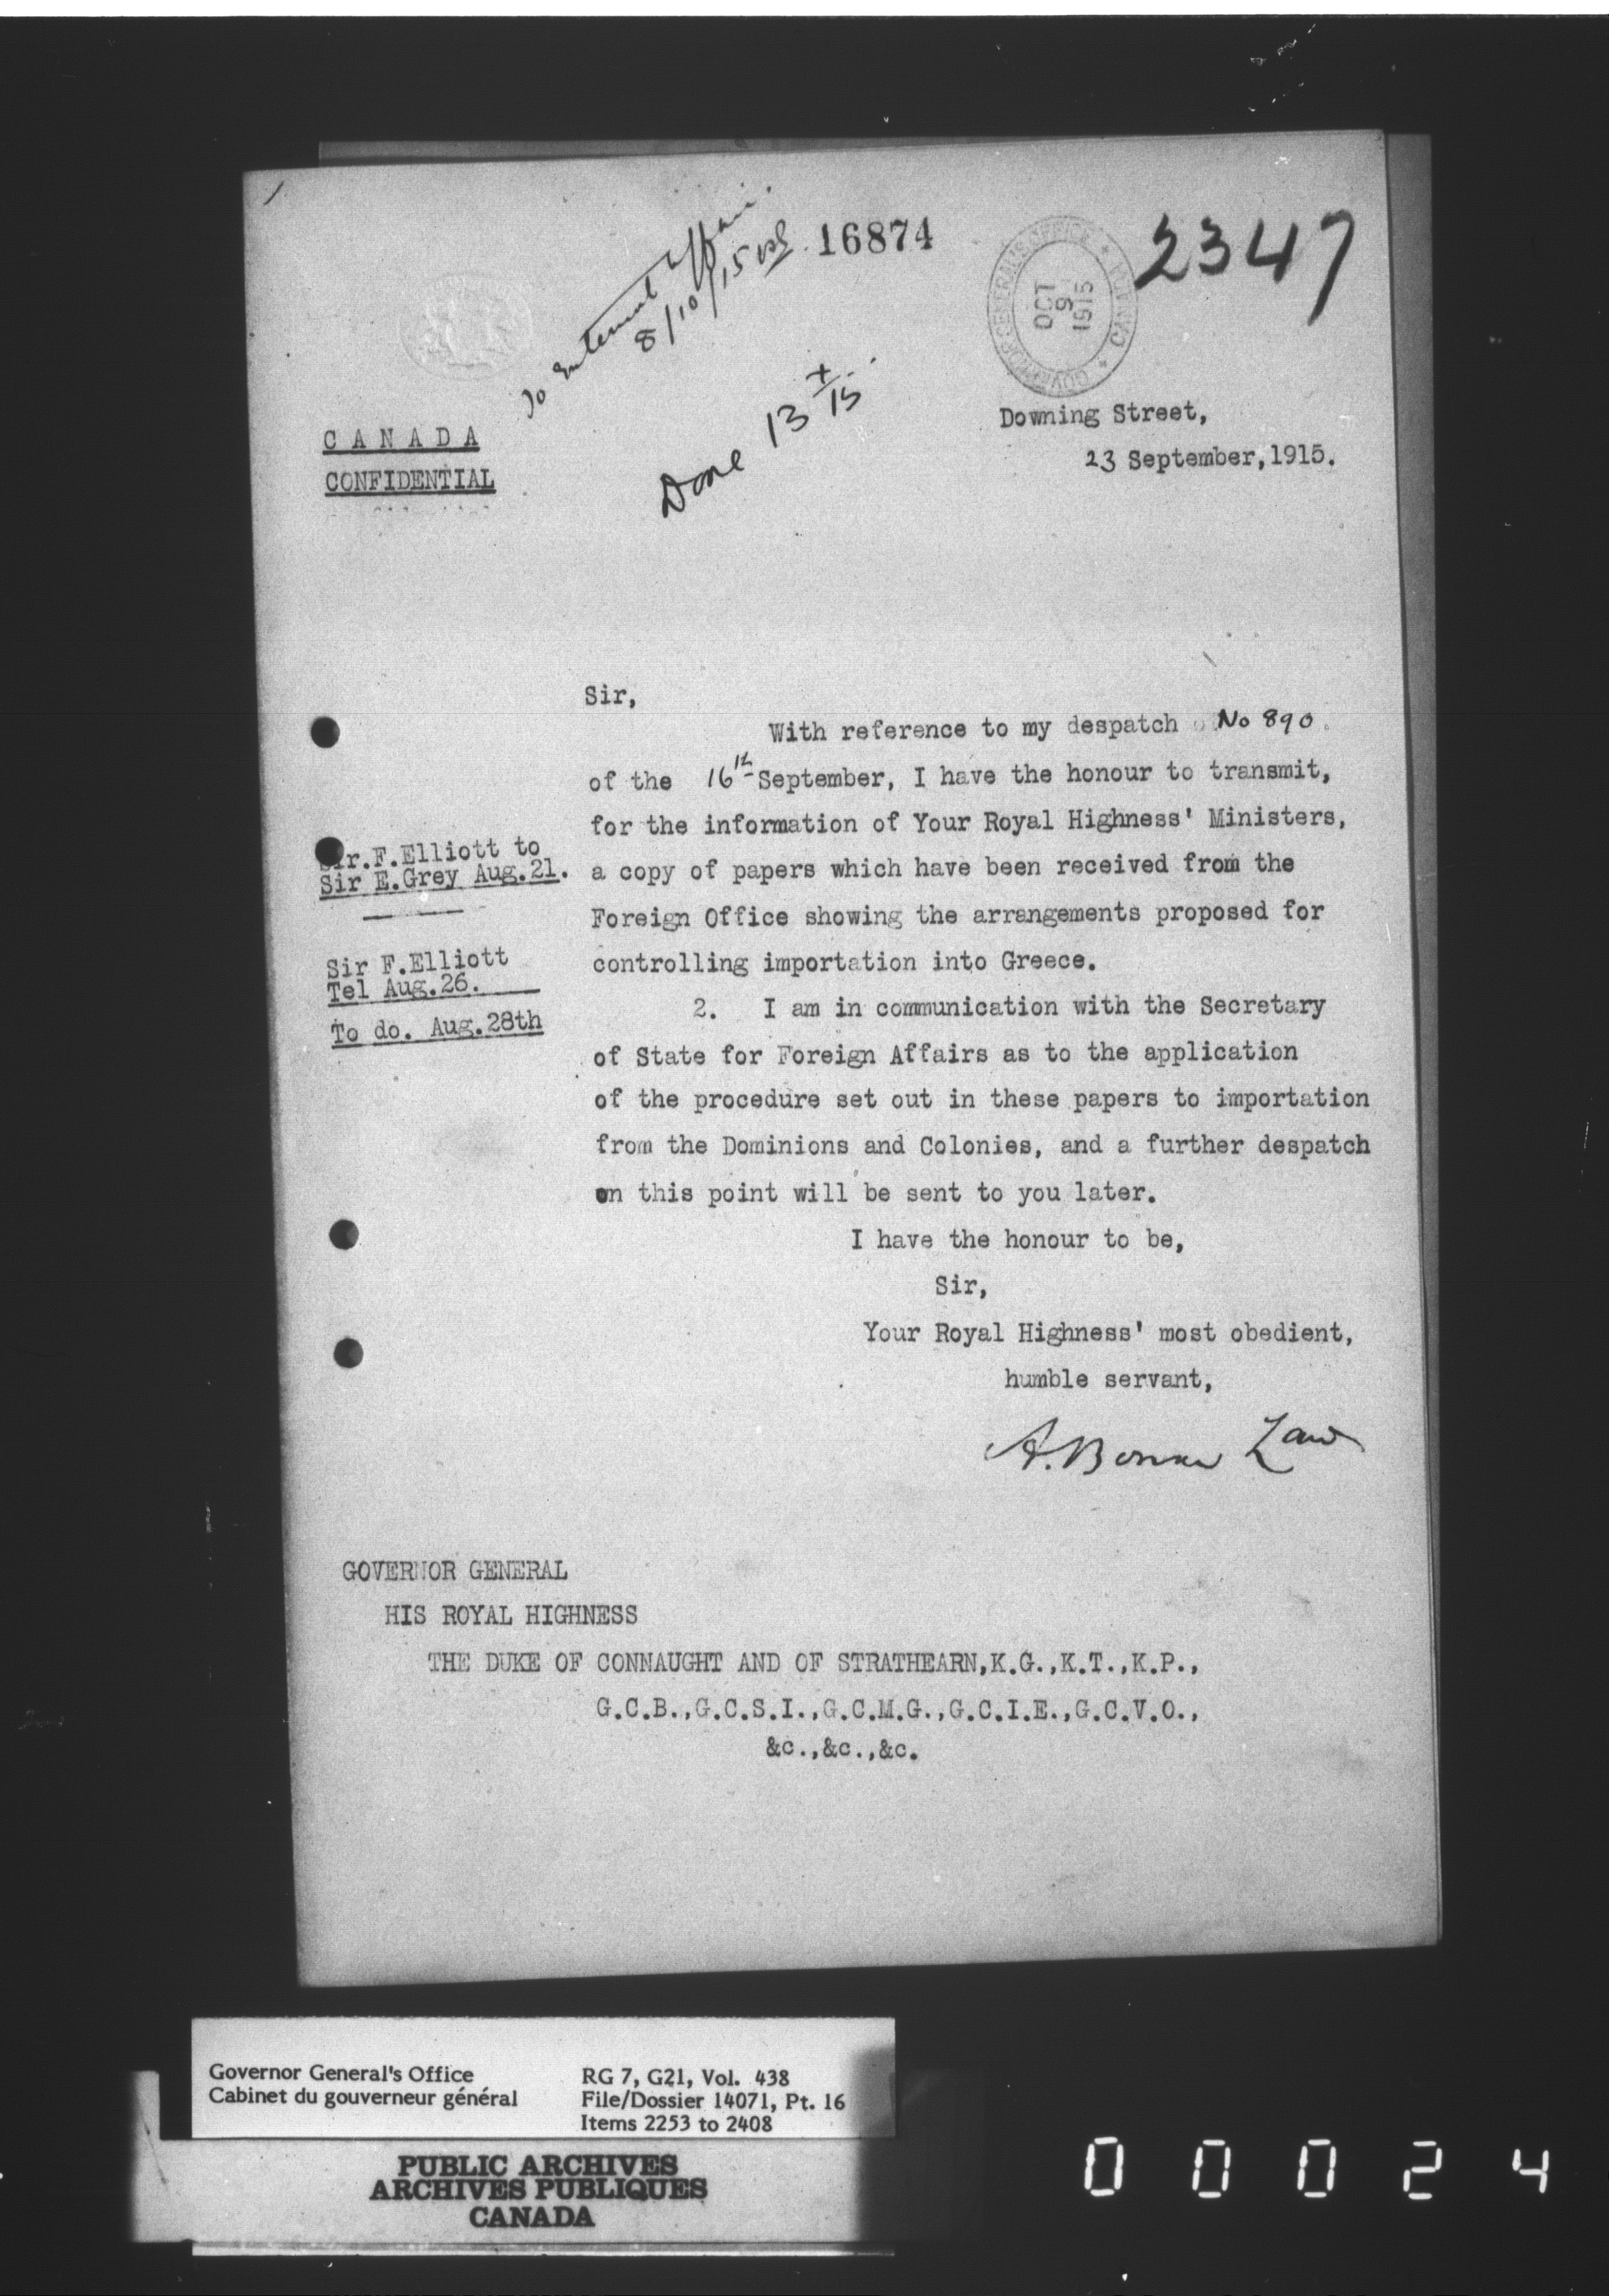 To External Affairs.
8/10/15
16874
GOVERNOR GENERAL'S OFFICE
CANADA
OCT
9
1915
2347
Done 13 X/15.
Downing Street,
23 September, 1915.
CANADA
CONFIDENTIAL
Sir,
With reference to my despatch No 890
of the 16th September, I have the honour to transmit,
for the information of Your Royal Highness' Ministers,
a copy of papers which have been received from the
Foreign Office showing the arrangements proposed for
controlling importation into Greece.
Sir.F.Elliott to
Sir E.Grey Aug.21.
Sir F.Elliott
Tel Aug.26.
To do. Aug.28th
2. I am in communication with the Secretary
of State for Foreign Affairs as to the application
of the procedure set out in these papers to importation
from the Dominions and Colonies, and a further despatch
on this point will be sent to you later.
I have the honour to be,
Sir,
Your Royal Highness' most obedient,
humble servant,
A. Bonar Law
GOVERNOR GENERAL
HIS ROYAL HIGHNESS
THE DUKE OF CONNAUGHT AND OF STRATHEARN,K.G.,K.T.,K.P.,
G.C.B.,G.C.S.I.,G.C.M.G.,G.C.I.E.,G.C.V.O.,
&c.,&c.,&c.
Governor General's Office
Cabinet du gouverneur général
RG 7, G21, Vol. 438
File/Dossier 14071, Pt. 16
Items 2253 to 2408
PUBLIC ARCHIVES
ARCHIVES PUBLIQUES
CANADA
00024